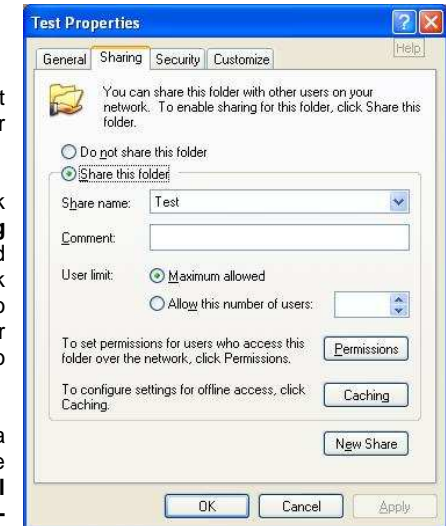 Test Properties
Help
General Sharing Security Customize
You can share this folder with other users on your
network. To enable sharing for this folder, click Share this
folder.
Do not share this folder
Share this folder
Share name: Test
Comment:
User limit: Maximum allowed
Allow this number of users:
To set permissions for users who access this
folder over the network, click Permissions.
Permissions
To configure settings for offline access, click
Caching.
Caching
New Share
OK Cancel Apply